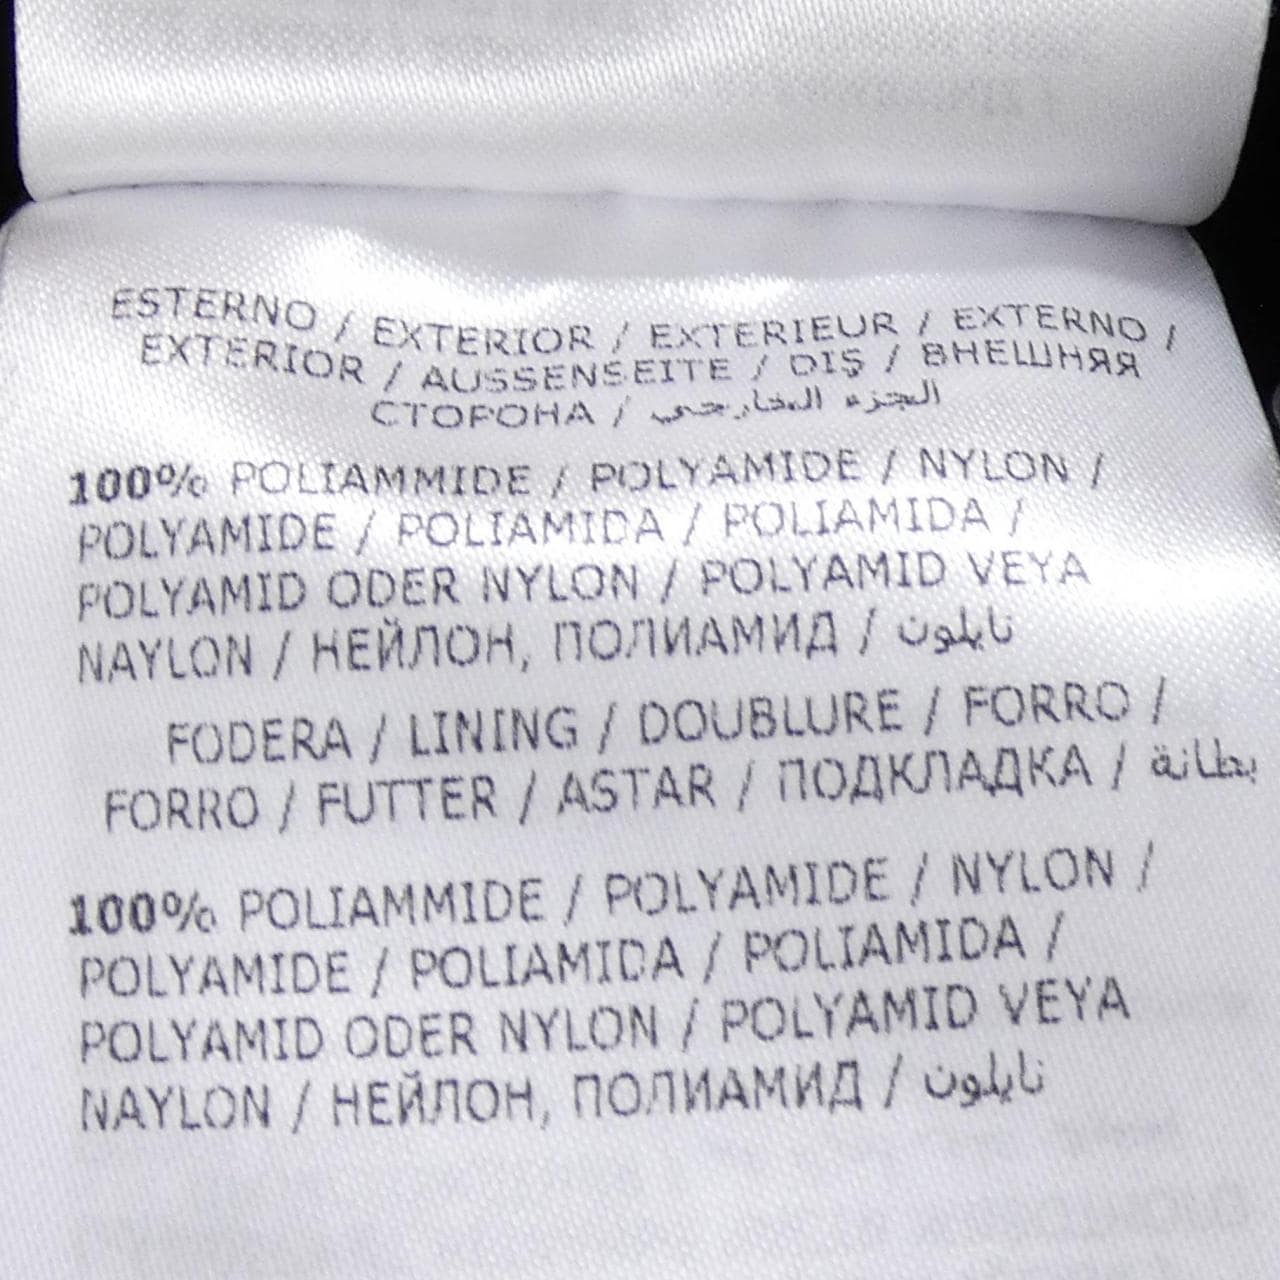 ESTERNO / EXTERIOR / EXTERIEUR / EXTERNO /
EXTERIOR / AUSSENSEITE / DIŞ / ВНЕШНЯЯ
СТОРОНА / الجزء الخارجي
100% POLIAMMIDE / POLYAMIDE / NYLON /
POLYAMIDE / POLIAMIDA / POLIAMIDA /
POLYAMID ODER NYLON / POLYAMID VEYA
NAYLON / НЕЙЛОН, ПОЛИАМИД / نايلون
FODERA / LINING / DOUBLURE / FORRO /
FORRO / FUTTER / ASTAR / ПОДКЛАДКА / بطانة
100% POLIAMMIDE / POLYAMIDE / NYLON /
POLYAMIDE / POLIAMIDA / POLIAMIDA /
POLYAMID ODER NYLON / POLYAMID VEYA
NAYLON / НЕЙЛОН, ПОЛИАМИД / نايلون